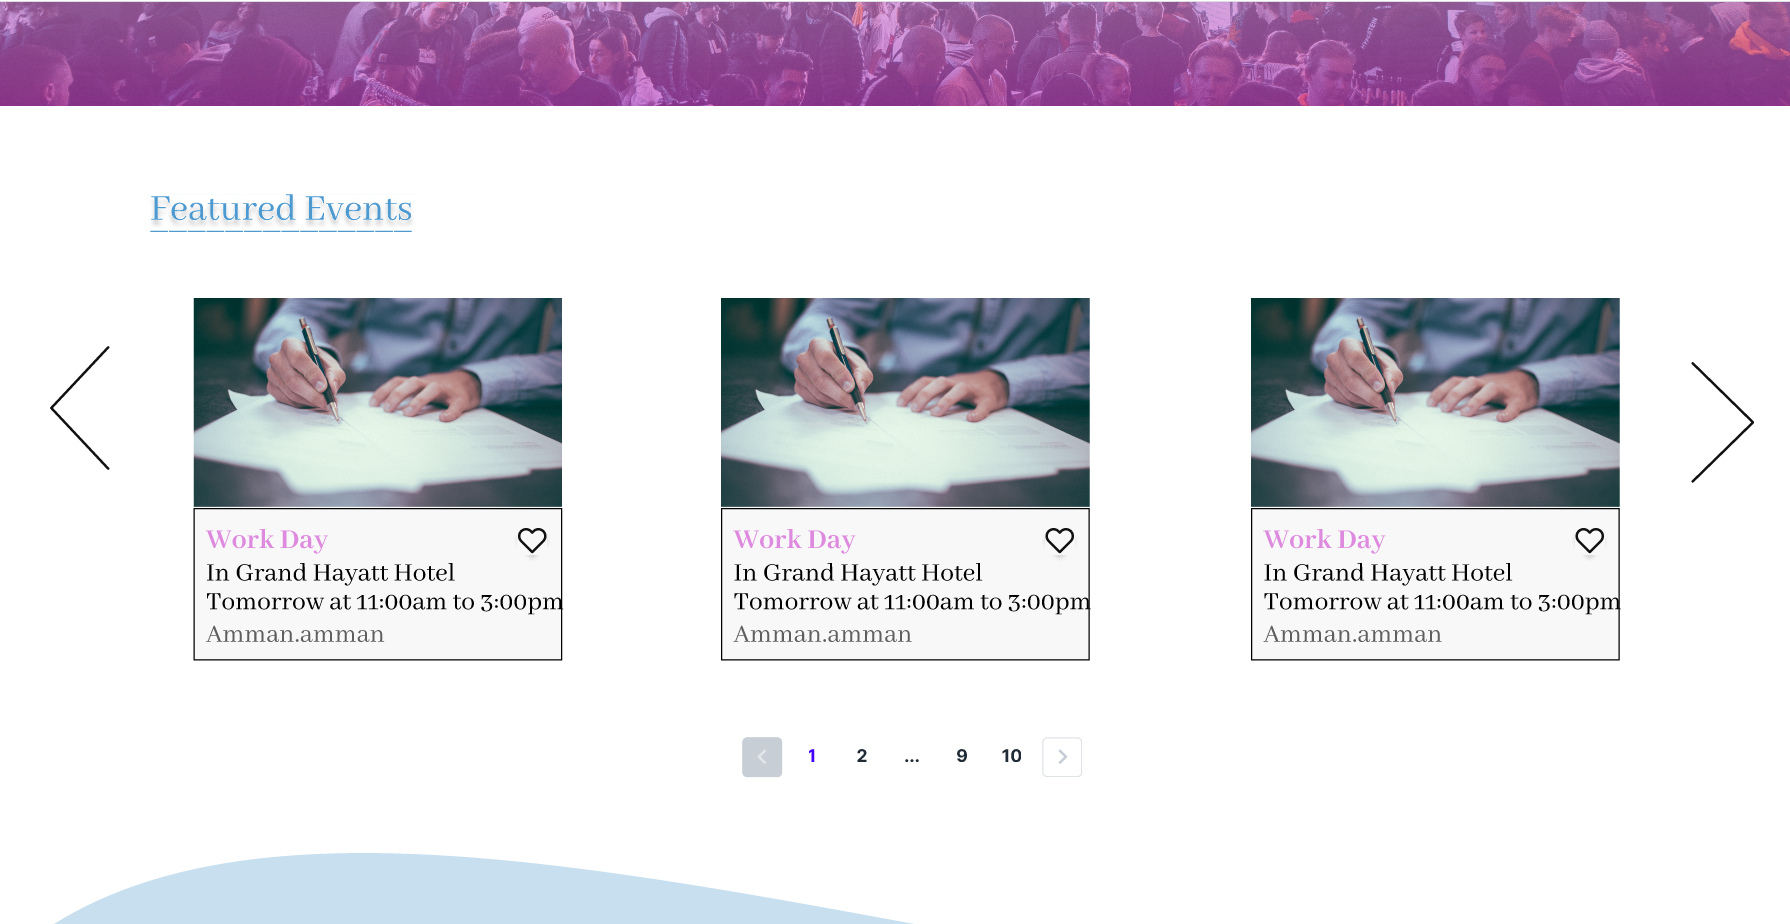 Featured Events
Work Day
In Grand Hayatt Hotel
Tomorrow at 11:00am to 3:00pm
Amman.amman
Work Day
In Grand Hayatt Hotel
Tomorrow at 11:00am to 3:00pm
Amman.amman
Work Day
In Grand Hayatt Hotel
Tomorrow at 11:00am to 3:00pm
Amman.amman
1 2 ... 9 10